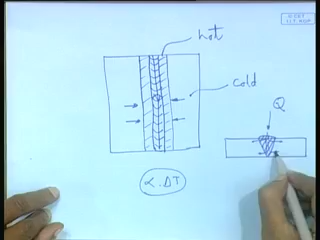 hot
cold
Q
α . ΔT